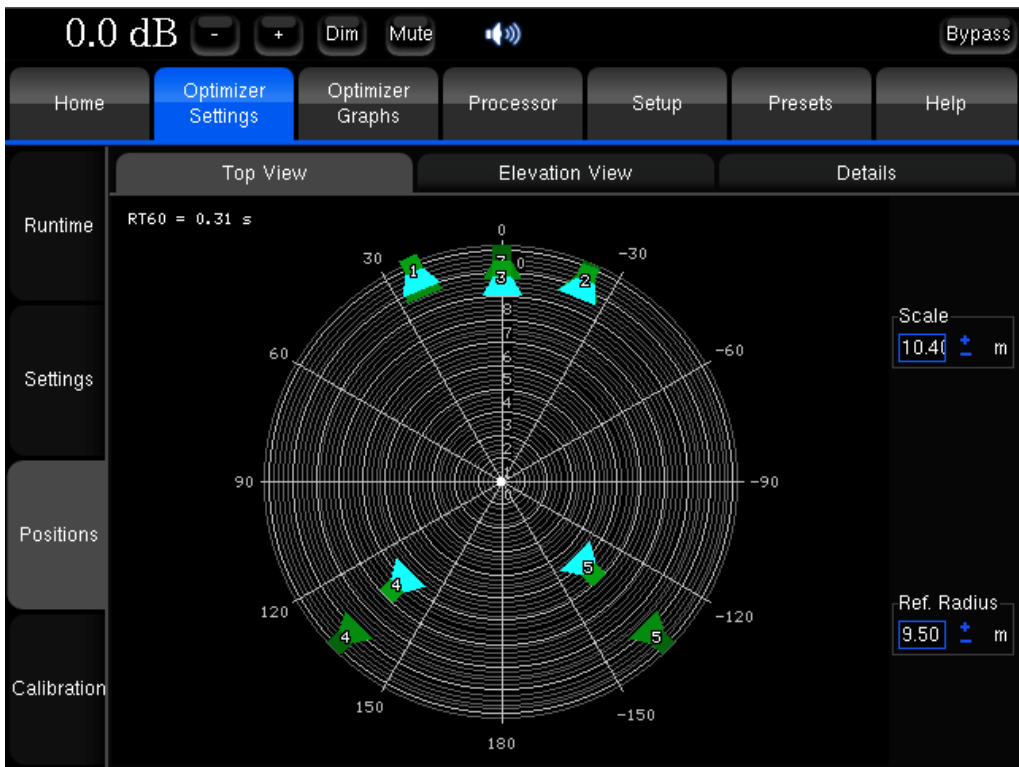 0.0 dB - + Dim Mute Bypass
Home Optimizer Settings Optimizer Graphs Processor Setup Presets Help
Top View Elevation View Details
Runtime
Settings
Positions
Calibration
RT60 = 0.31 s
0
30
-30
60
-60
90
-90
120
-120
150
-150
180
1
3
2
8
7
6
5
4
3
2
1
0
4
5
4
5
Scale
10.40 m
Ref. Radius
9.50 m